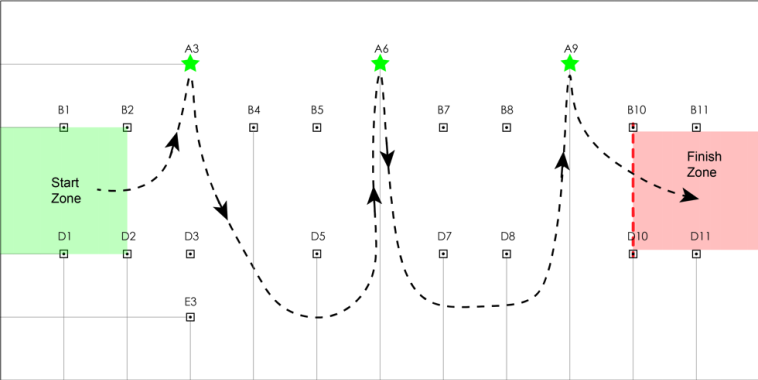 A3
A6
A9
B1
B2
B4
B5
B7
B8
B10
B11
Start
Zone
Finish
Zone
D1
D2
D3
D5
D7
D8
D10
D11
E3